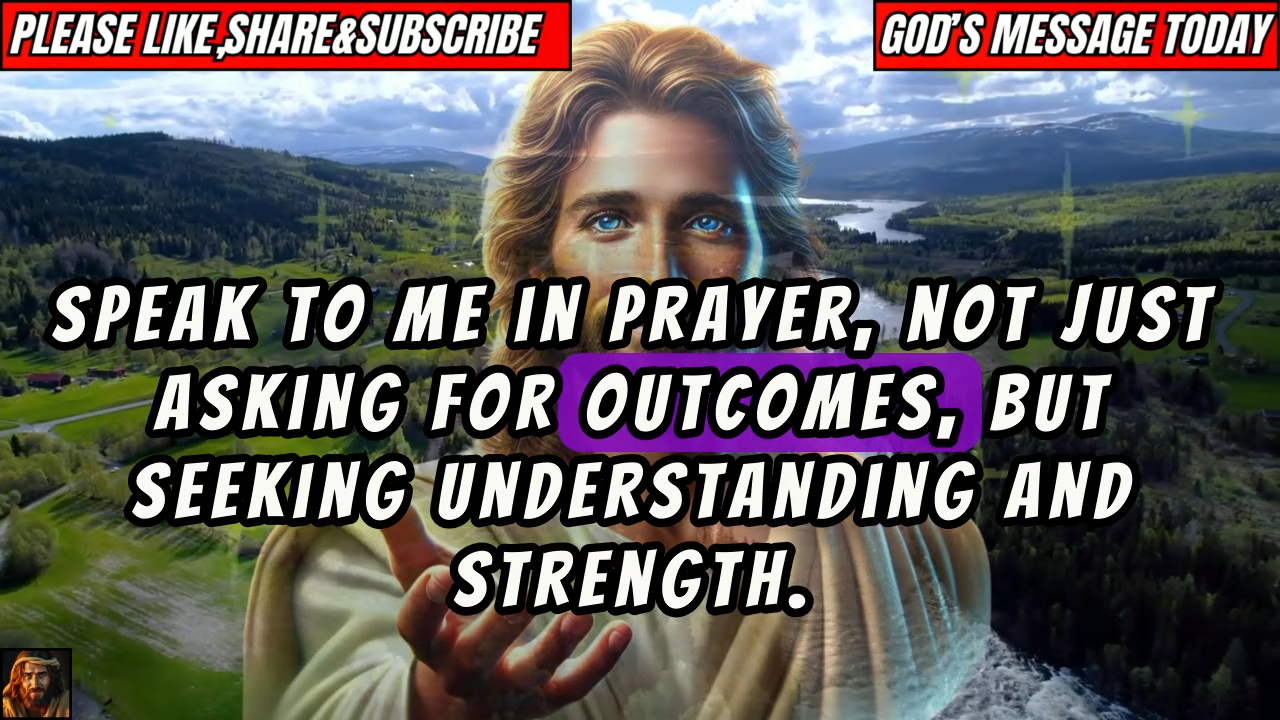 PLEASE LIKE,SHARE&SUBSCRIBE
GOD'S MESSAGE TODAY
SPEAK TO ME IN PRAYER, NOT JUST
ASKING FOR OUTCOMES, BUT
SEEKING UNDERSTANDING AND
STRENGTH.